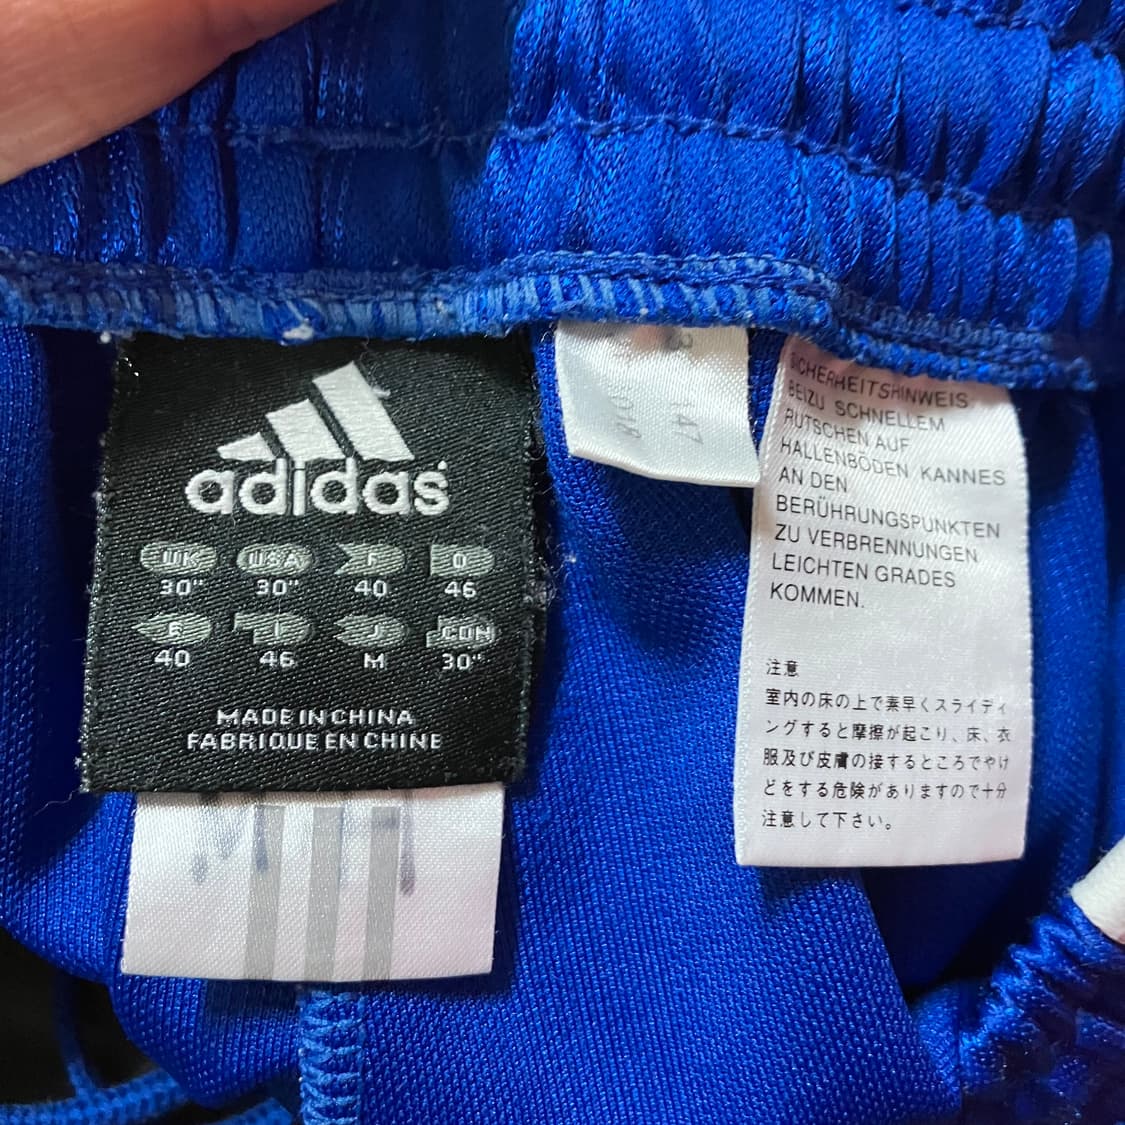 adidas
UK USA F D
30" 30" 40 46
E I J CDN
40 46 M 30"
MADE IN CHINA
FABRIQUE EN CHINE
147
SICHERHEITSHINWEIS:
BEIZU SCHNELLEM
RUTSCHEN AUF
HALLENBÖDEN KANNES
AN DEN
BERÜHRUNGSPUNKTEN
ZU VERBRENNUNGEN
LEICHTEN GRADES
KOMMEN.
注意
室内の床の上で素早くスライディ
ングすると摩擦が起こり、床、衣
服及び皮膚の接するところでやけ
どをする危険がありますので十分
注意して下さい。